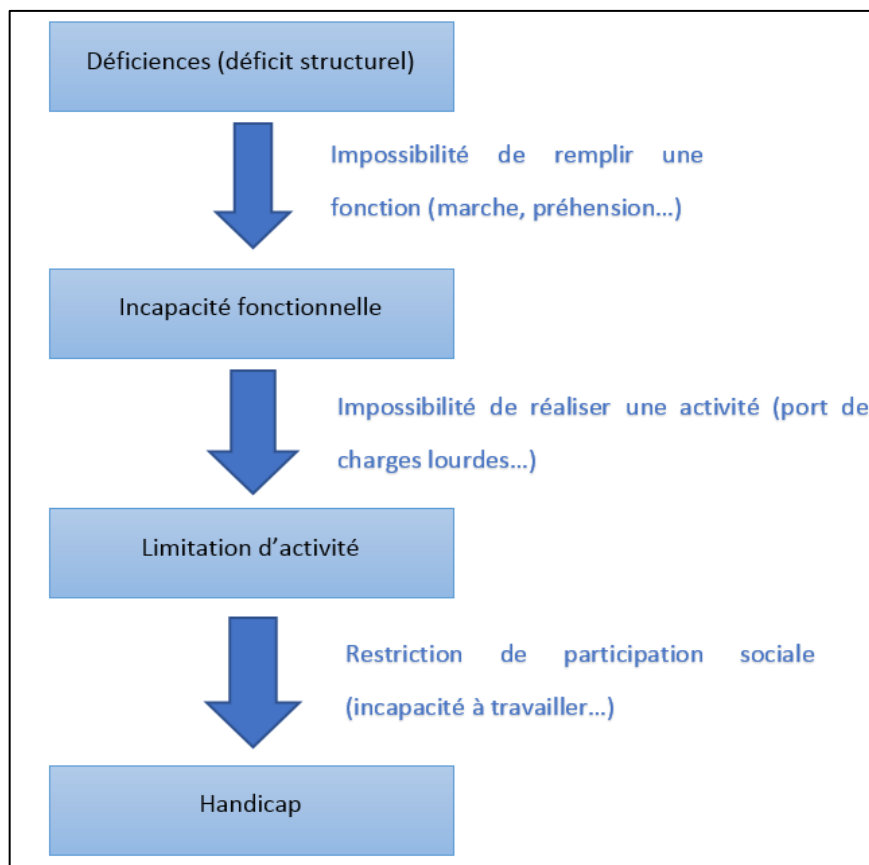 Déficiences (déficit structurel)
Impossibilité de remplir une
fonction (marche, préhension…)
Incapacité fonctionnelle
Impossibilité de réaliser une activité (port de
charges lourdes…)
Limitation d’activité
Restriction de participation sociale
(incapacité à travailler…)
Handicap